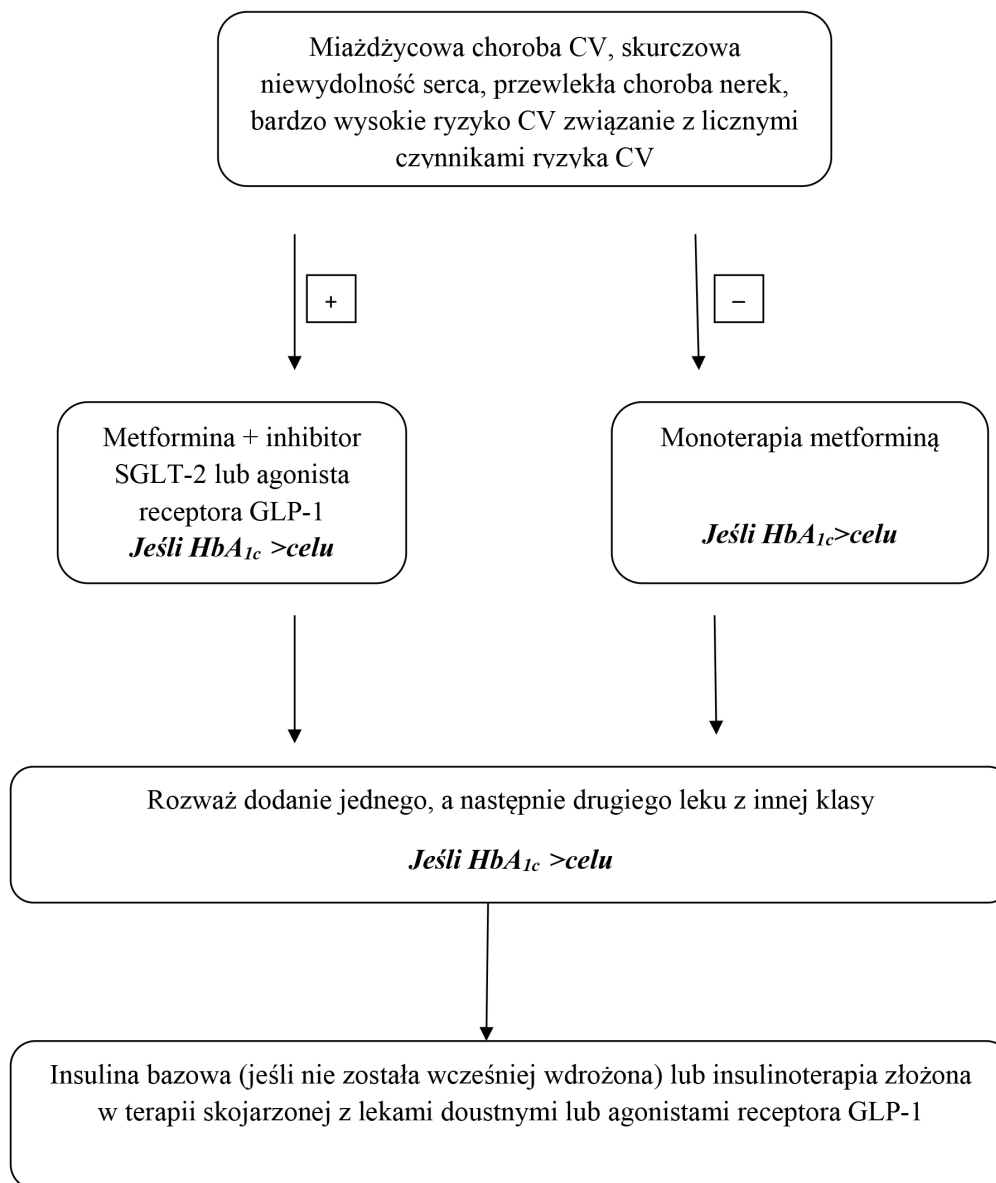 Miażdżycowa choroba CV, skurczowa
niewydolność serca, przewlekła choroba nerek,
bardzo wysokie ryzyko CV związanie z licznymi
czynnikami ryzyka CV
+
–
Metformina + inhibitor
SGLT-2 lub agonista
receptora GLP-1
Jeśli HbA1c >celu
Monoterapia metforminą
Jeśli HbA1c>celu
Rozważ dodanie jednego, a następnie drugiego leku z innej klasy
Jeśli HbA1c >celu
Insulina bazowa (jeśli nie została wcześniej wdrożona) lub insulinoterapia złożona
w terapii skojarzonej z lekami doustnymi lub agonistami receptora GLP-1